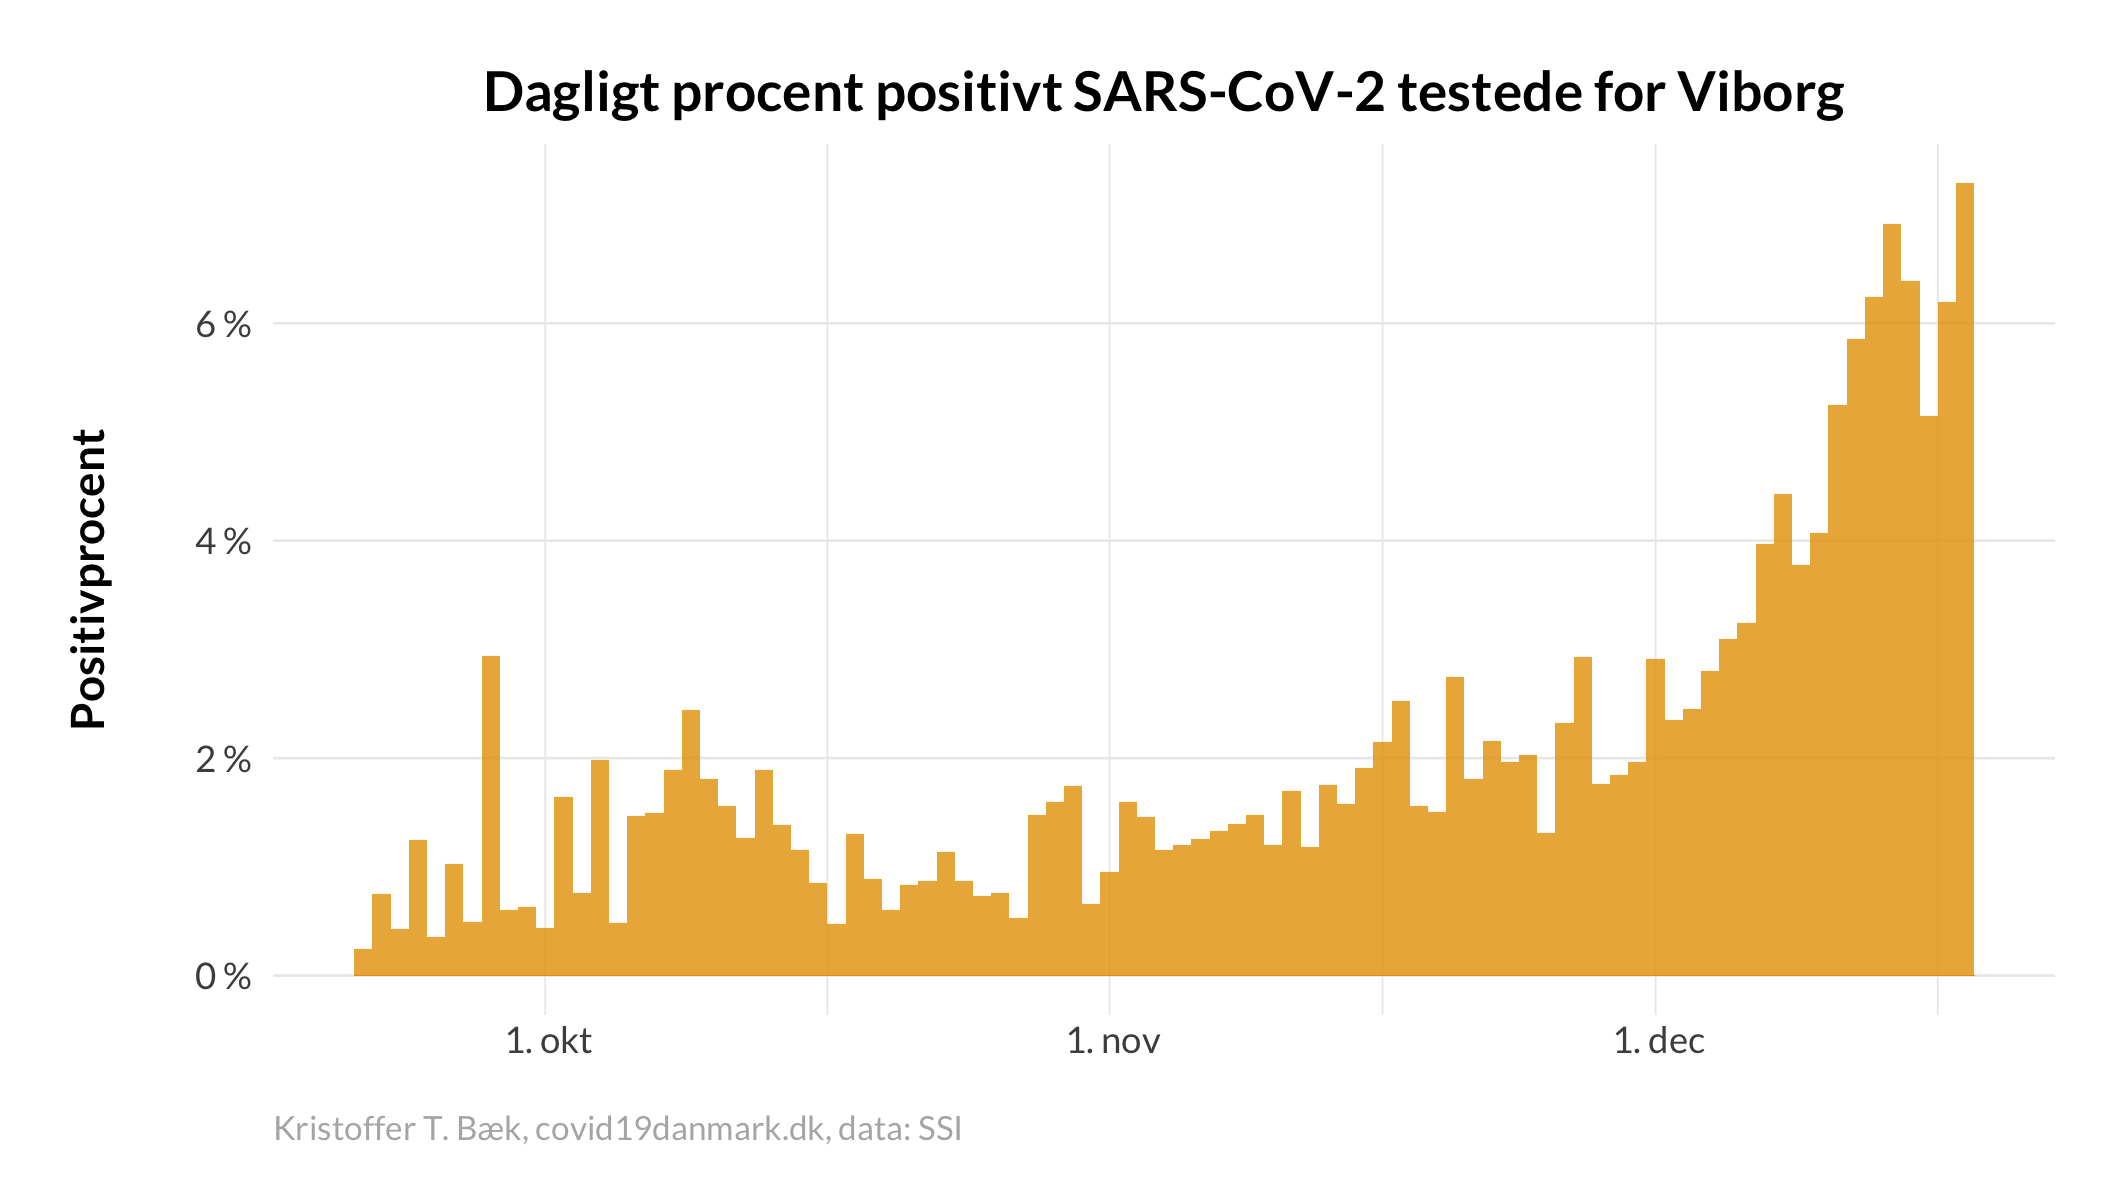 Dagligt procent positivt SARS-CoV-2 testede for Viborg
Positivprocent
6 %
4 %
2 %
0 %
1. okt
1. nov
1. dec
Kristoffer T. Bæk, covid19danmark.dk, data: SSI